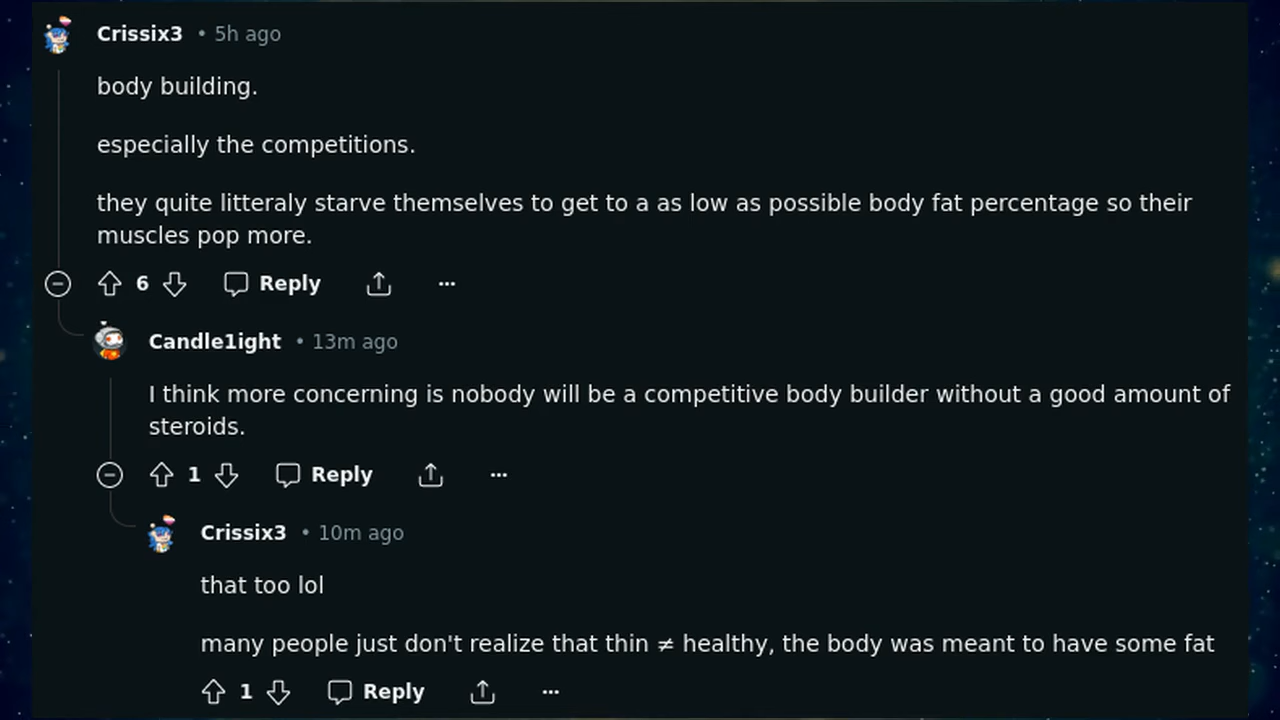 Crissix3 • 5h ago
body building.
especially the competitions.
they quite litteraly starve themselves to get to a as low as possible body fat percentage so their
muscles pop more.
6 Reply ...
Candle1ight • 13m ago
I think more concerning is nobody will be a competitive body builder without a good amount of
steroids.
1 Reply ...
Crissix3 • 10m ago
that too lol
many people just don't realize that thin ≠ healthy, the body was meant to have some fat
1 Reply ...